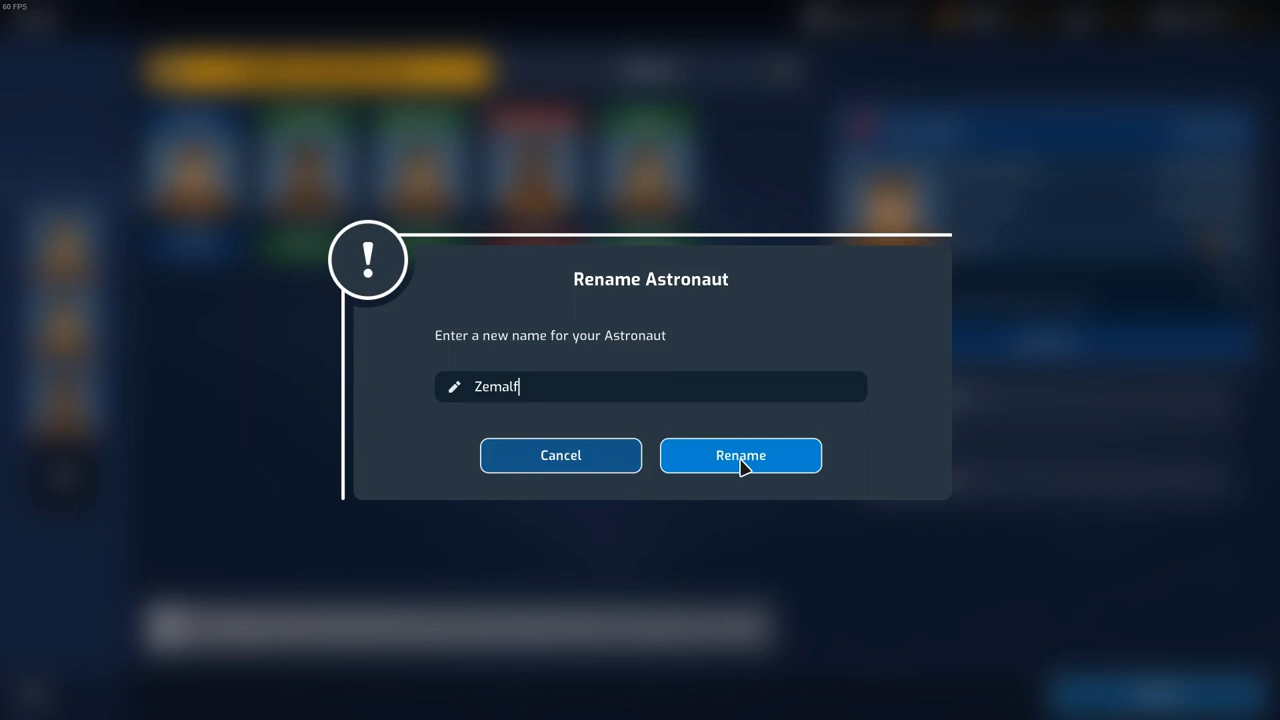 60 FPS
!
Rename Astronaut
Enter a new name for your Astronaut
Zemalf
Cancel
Rename